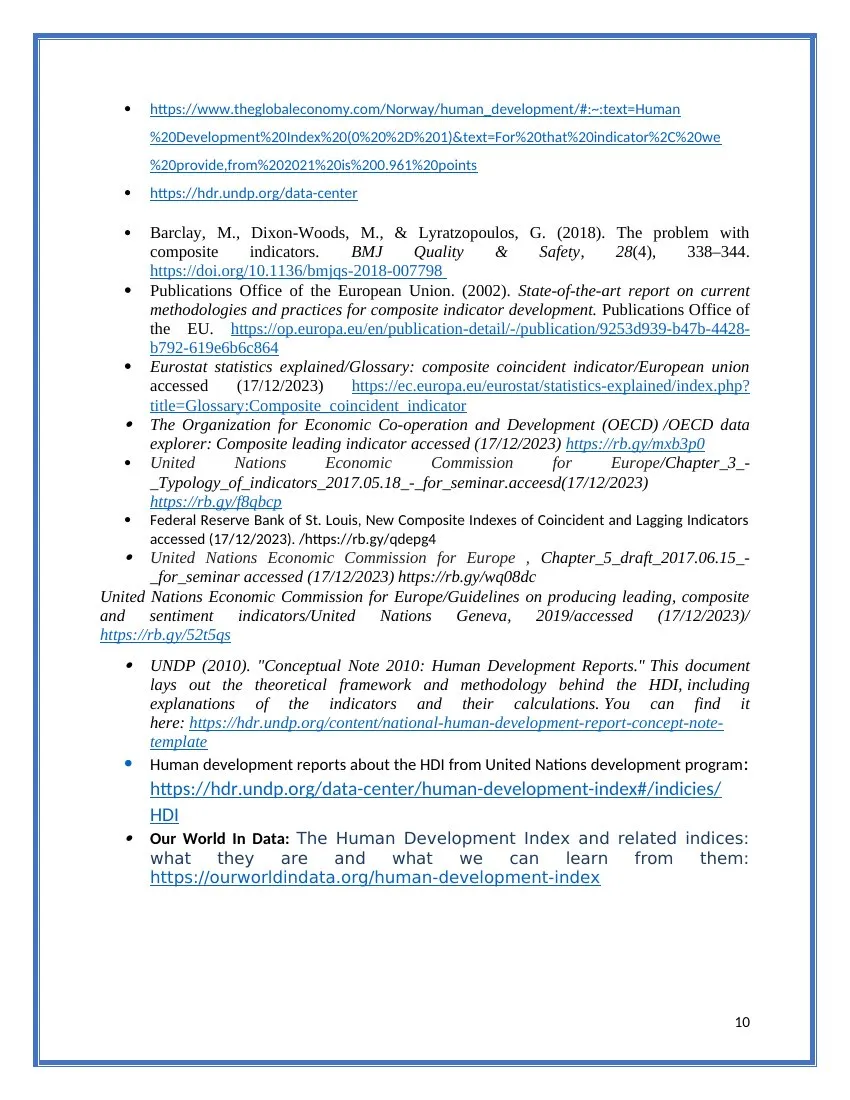 • https://www.theglobaleconomy.com/Norway/human_development/#:~:text=Human
%20Development%20Index%20(0%20%2D%201)&text=For%20that%20indicator%2C%20we
%20provide,from%202021%20is%200.961%20points
• https://hdr.undp.org/data-center
• Barclay, M., Dixon-Woods, M., & Lyratzopoulos, G. (2018). The problem with
composite indicators. BMJ Quality & Safety, 28(4), 338–344.
https://doi.org/10.1136/bmjqs-2018-007798
• Publications Office of the European Union. (2002). State-of-the-art report on current
methodologies and practices for composite indicator development. Publications Office of
the EU. https://op.europa.eu/en/publication-detail/-/publication/9253d939-b47b-4428-
b792-619e6b6c864
• Eurostat statistics explained/Glossary: composite coincident indicator/European union
accessed (17/12/2023) https://ec.europa.eu/eurostat/statistics-explained/index.php?
title=Glossary:Composite_coincident_indicator
• The Organization for Economic Co-operation and Development (OECD) /OECD data
explorer: Composite leading indicator accessed (17/12/2023) https://rb.gy/mxb3p0
• United Nations Economic Commission for Europe/Chapter_3_-
_Typology_of_indicators_2017.05.18_-_for_seminar.acceesd(17/12/2023)
https://rb.gy/f8qbcp
• Federal Reserve Bank of St. Louis, New Composite Indexes of Coincident and Lagging Indicators
accessed (17/12/2023). /https://rb.gy/qdepg4
• United Nations Economic Commission for Europe , Chapter_5_draft_2017.06.15_-
_for_seminar accessed (17/12/2023) https://rb.gy/wq08dc
United Nations Economic Commission for Europe/Guidelines on producing leading, composite
and sentiment indicators/United Nations Geneva, 2019/accessed (17/12/2023)/
https://rb.gy/52t5qs
• UNDP (2010). "Conceptual Note 2010: Human Development Reports." This document
lays out the theoretical framework and methodology behind the HDI, including
explanations of the indicators and their calculations. You can find it
here: https://hdr.undp.org/content/national-human-development-report-concept-note-
template
• Human development reports about the HDI from United Nations development program:
https://hdr.undp.org/data-center/human-development-index#/indicies/
HDI
• Our World In Data: The Human Development Index and related indices:
what they are and what we can learn from them:
https://ourworldindata.org/human-development-index
10